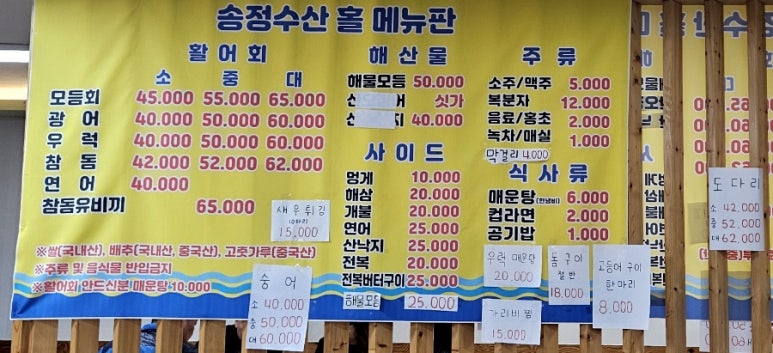 송정수산 홀 메뉴판
활어회
소 중 대
모듬회 45.000 55.000 65.000
광어 40.000 50.000 60.000
우럭 40.000 50.000 60.000
참돔 42.000 52.000 62.000
연어 40.000
참돔유비끼 65.000
새우튀김
10마리
15.000
※쌀(국내산), 배추(국내산, 중국산), 고춧가루(중국산)
※주류 및 음식물 반입금지
※활어회 안드신분 매운탕 10.000
숭어
소 40.000
중 50.000
대 60.000
해산물
해물모듬 50.000
싯가
40.000
사이드
멍게 10.000
해삼 20.000
개불 20.000
연어 25.000
산낙지 25.000
전복 20.000
전복버터구이 25.000
해물모듬 25.000
주류
소주/맥주 5.000
복분자 12.000
음료/홍초 2.000
녹차/매실 1.000
막걸리 4.000
식사류
매운탕(한냄비) 6.000
컵라면 2.000
공기밥 1.000
우럭 매운탕
20.000
돔구이
반반
18.000
고등어 구이
한마리
8.000
가리비찜
15.000
도다리
소 42.000
중 52.000
대 62.000